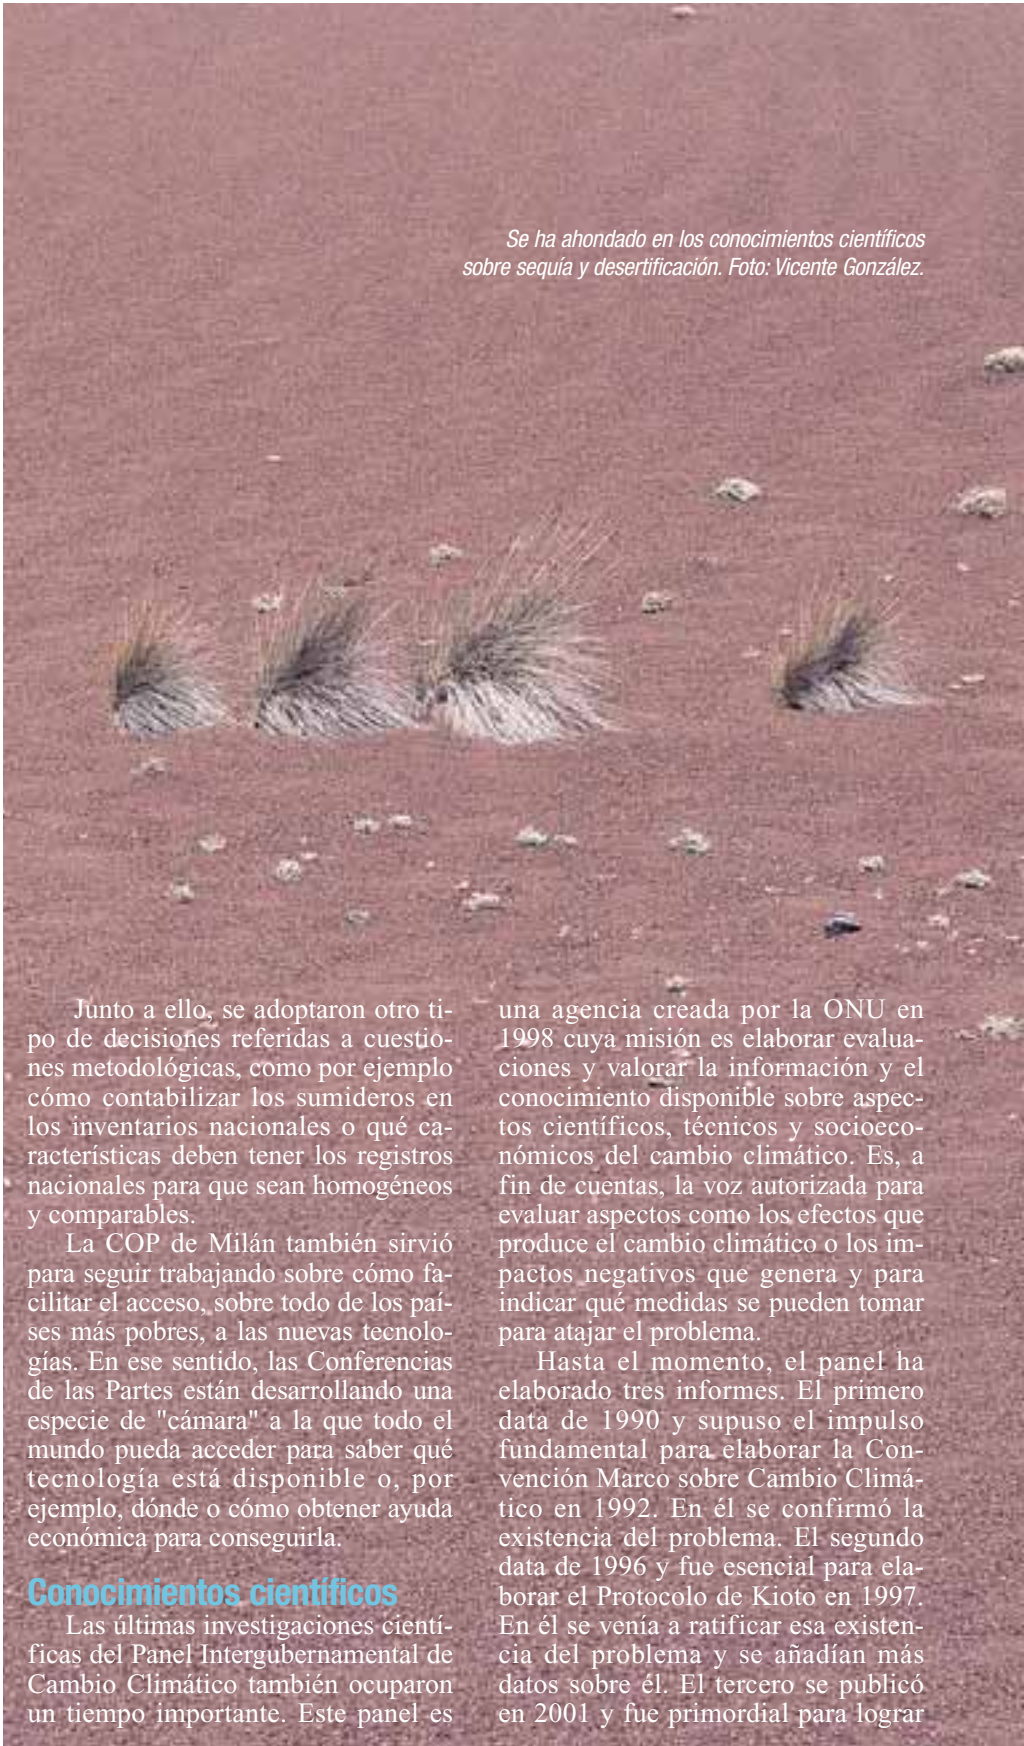 Se ha ahondado en los conocimientos científicos
sobre sequía y desertificación. Foto: Vicente González.
Junto a ello, se adoptaron otro ti-
po de decisiones referidas a cuestio-
nes metodológicas, como por ejemplo
cómo contabilizar los sumideros en
los inventarios nacionales o qué ca-
racterísticas deben tener los registros
nacionales para que sean homogéneos
y comparables.
La COP de Milán también sirvió
para seguir trabajando sobre cómo fa-
cilitar el acceso, sobre todo de los paí-
ses más pobres, a las nuevas tecnolo-
gías. En ese sentido, las Conferencias
de las Partes están desarrollando una
especie de "cámara" a la que todo el
mundo pueda acceder para saber qué
tecnología está disponible o, por
ejemplo, dónde o cómo obtener ayuda
económica para conseguirla.
Conocimientos científicos
Las últimas investigaciones cientí-
ficas del Panel Intergubernamental de
Cambio Climático también ocuparon
un tiempo importante. Este panel es
una agencia creada por la ONU en
1998 cuya misión es elaborar evalua-
ciones y valorar la información y el
conocimiento disponible sobre aspec-
tos científicos, técnicos y socioeco-
nómicos del cambio climático. Es, a
fin de cuentas, la voz autorizada para
evaluar aspectos como los efectos que
produce el cambio climático o los im-
pactos negativos que genera y para
indicar qué medidas se pueden tomar
para atajar el problema.
Hasta el momento, el panel ha
elaborado tres informes. El primero
data de 1990 y supuso el impulso
fundamental para elaborar la Con-
vención Marco sobre Cambio Climá-
tico en 1992. En él se confirmó la
existencia del problema. El segundo
data de 1996 y fue esencial para ela-
borar el Protocolo de Kioto en 1997.
En él se venía a ratificar esa existen-
cia del problema y se añadían más
datos sobre él. El tercero se publicó
en 2001 y fue primordial para lograr